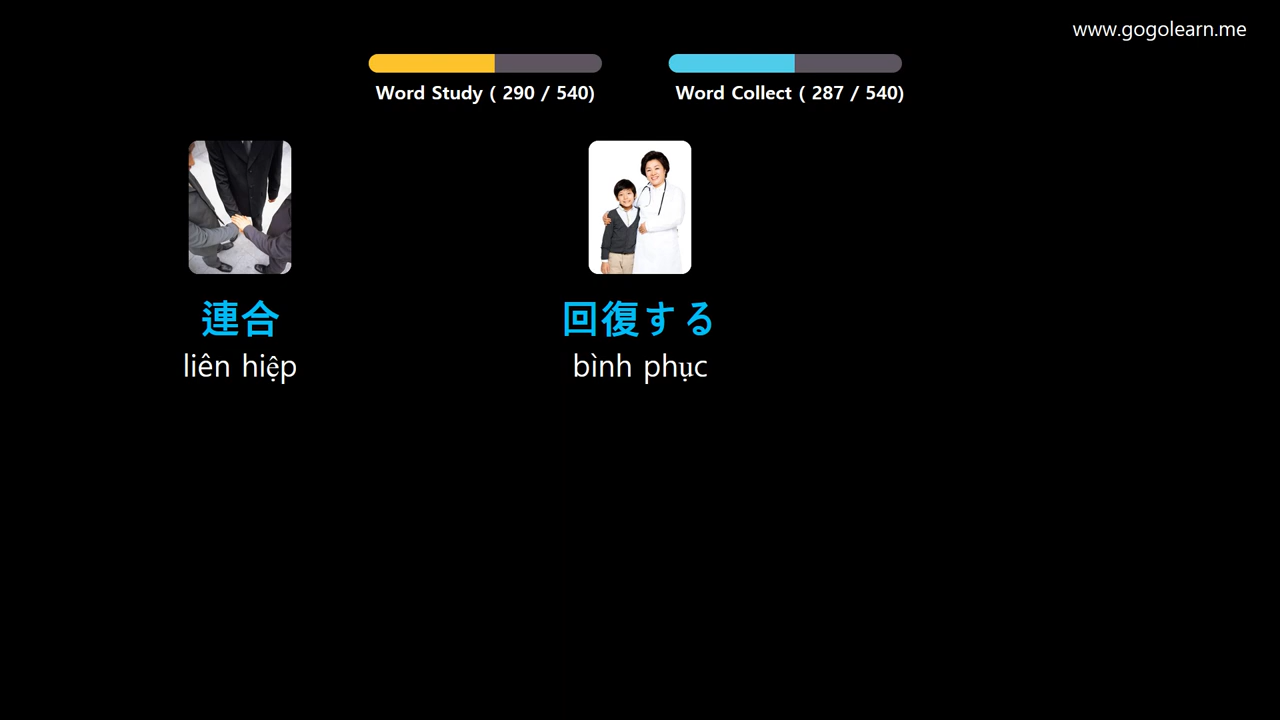 www.gogolearn.me
Word Study ( 290 / 540)
Word Collect ( 287 / 540)
連合
liên hiệp
回復する
bình phục